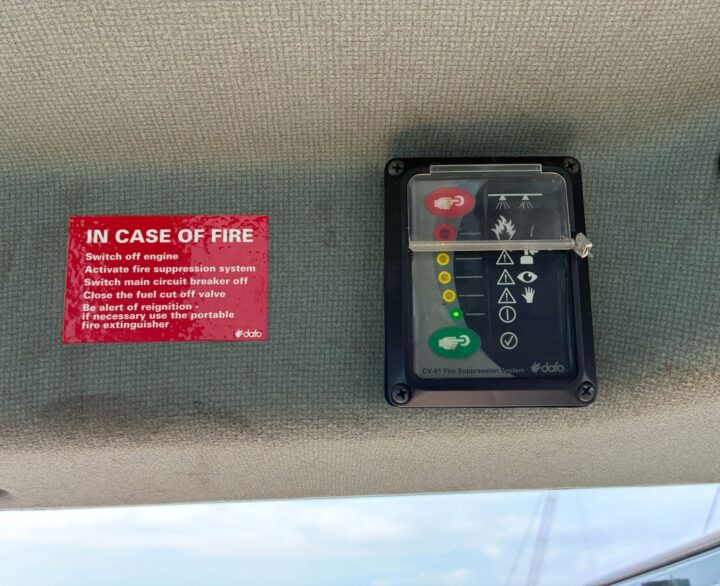 IN CASE OF FIRE
Switch off engine
Activate fire suppression system
Switch main circuit breaker off
Close the fuel cut off valve
Be alert of reignition -
if necessary use the portable
fire extinguisher
dafo
CV-01 Fire Suppression System
dafo